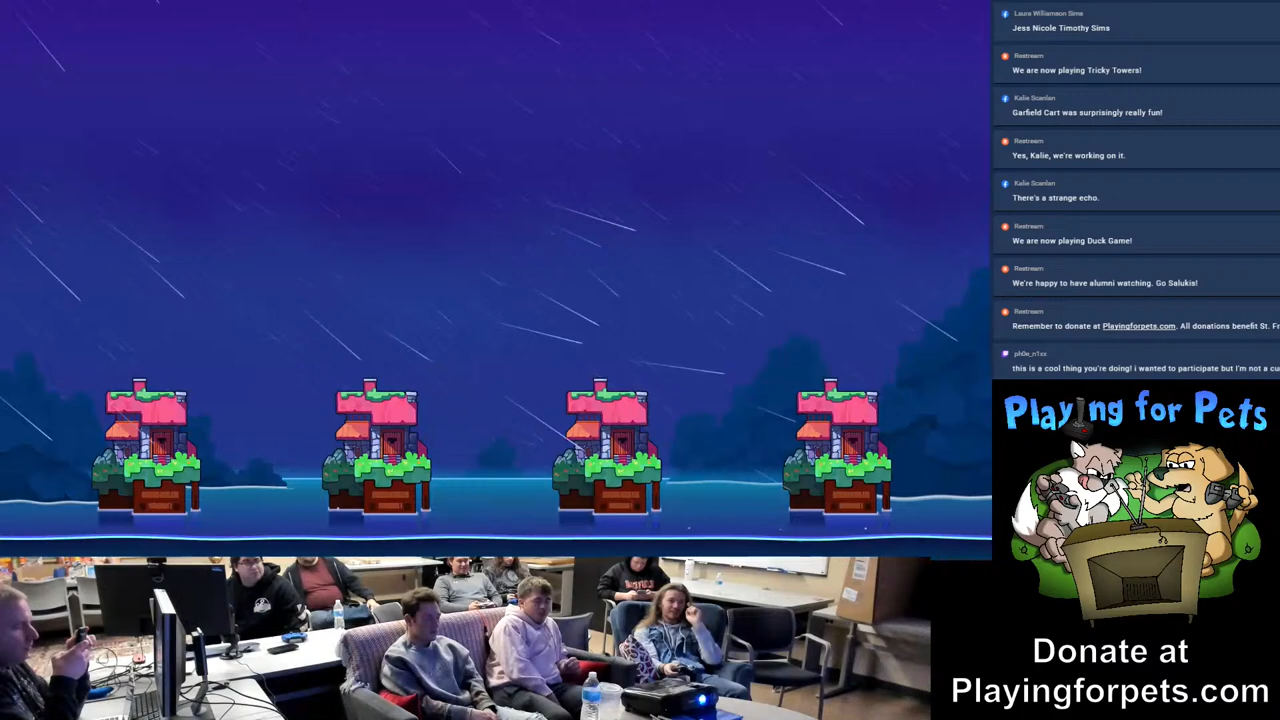 Laura Williamson Sims
Jess Nicole Timothy Sims
Restream
We are now playing Tricky Towers!
Kalie Scanlan
Garfield Cart was surprisingly really fun!
Restream
Yes, Kalie, we're working on it.
Kalie Scanlan
There's a strange echo.
Restream
We are now playing Duck Game!
Restream
We're happy to have alumni watching. Go Salukis!
Restream
Remember to donate at Playingforpets.com. All donations benefit St. Fr
ph0e_n1xx
this is a cool thing you're doing! i wanted to participate but I'm not a cu
Playing for Pets
Donate at
Playingforpets.com